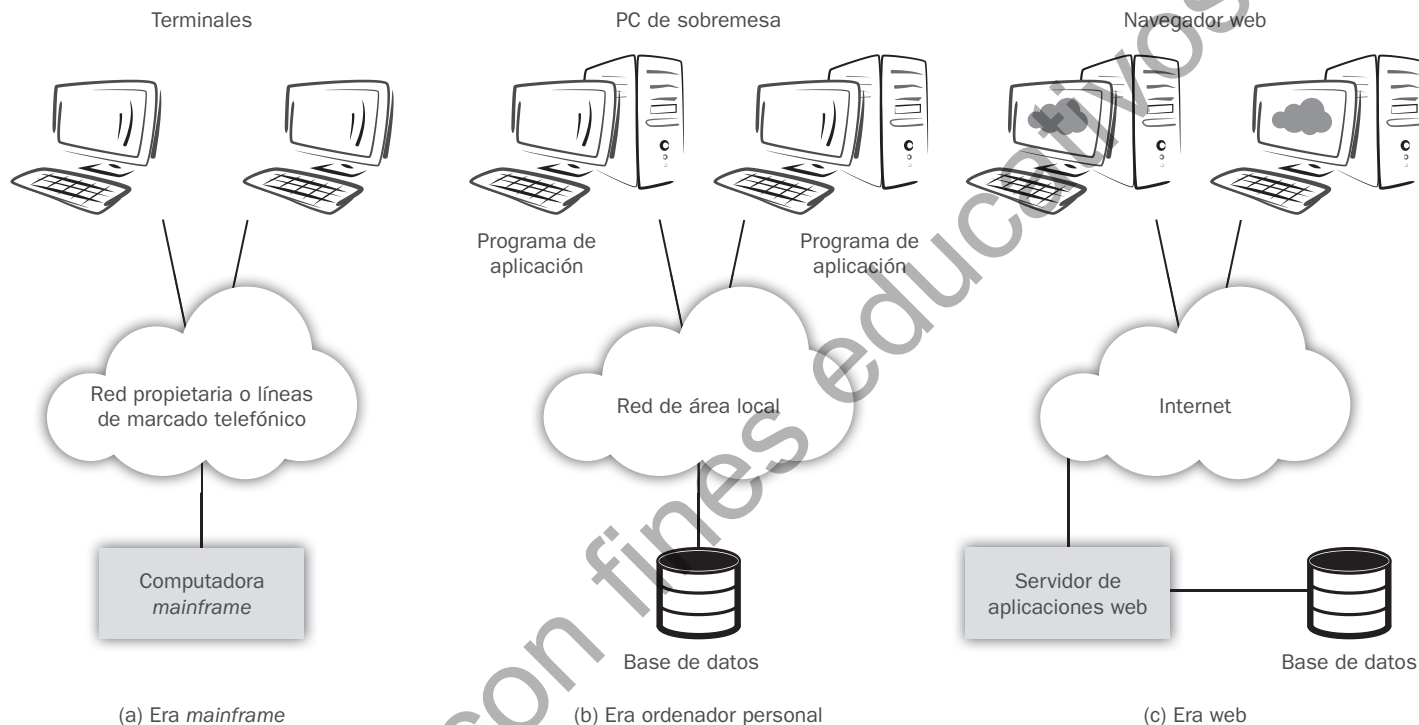 Terminales
PC de sobremesa
Navegador web
Programa de
aplicación
Programa de
aplicación
Red propietaria o líneas
de marcado telefónico
Red de área local
Internet
Computadora
mainframe
Servidor de
aplicaciones web
Base de datos
Base de datos
(a) Era mainframe
(b) Era ordenador personal
(c) Era web
con fines educativos